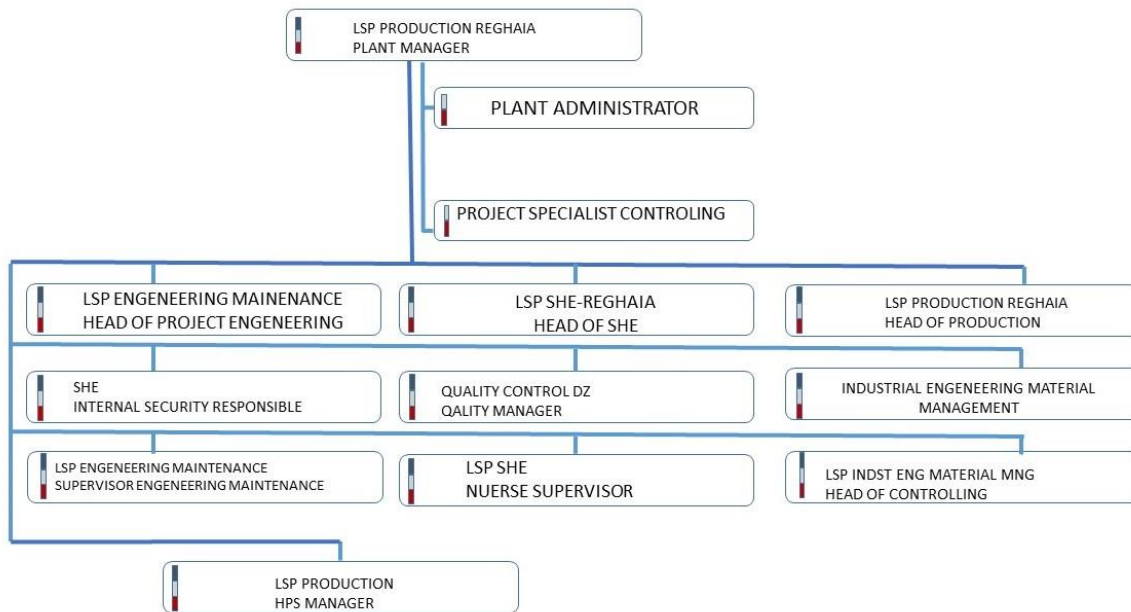 LSP PRODUCTION REGHAIA
PLANT MANAGER
PLANT ADMINISTRATOR
PROJECT SPECIALIST CONTROLING
LSP ENGENEERING MAINENANCE
HEAD OF PROJECT ENGENEERING
LSP SHE-REGHAIA
HEAD OF SHE
LSP PRODUCTION REGHAIA
HEAD OF PRODUCTION
SHE
INTERNAL SECURITY RESPONSIBLE
QUALITY CONTROL DZ
QALITY MANAGER
INDUSTRIAL ENGENEERING MATERIAL
MANAGEMENT
LSP ENGENEERING MAINTENANCE
SUPERVISOR ENGENEERING MAINTENANCE
LSP SHE
NUERSE SUPERVISOR
LSP INDST ENG MATERIAL MNG
HEAD OF CONTROLLING
LSP PRODUCTION
HPS MANAGER